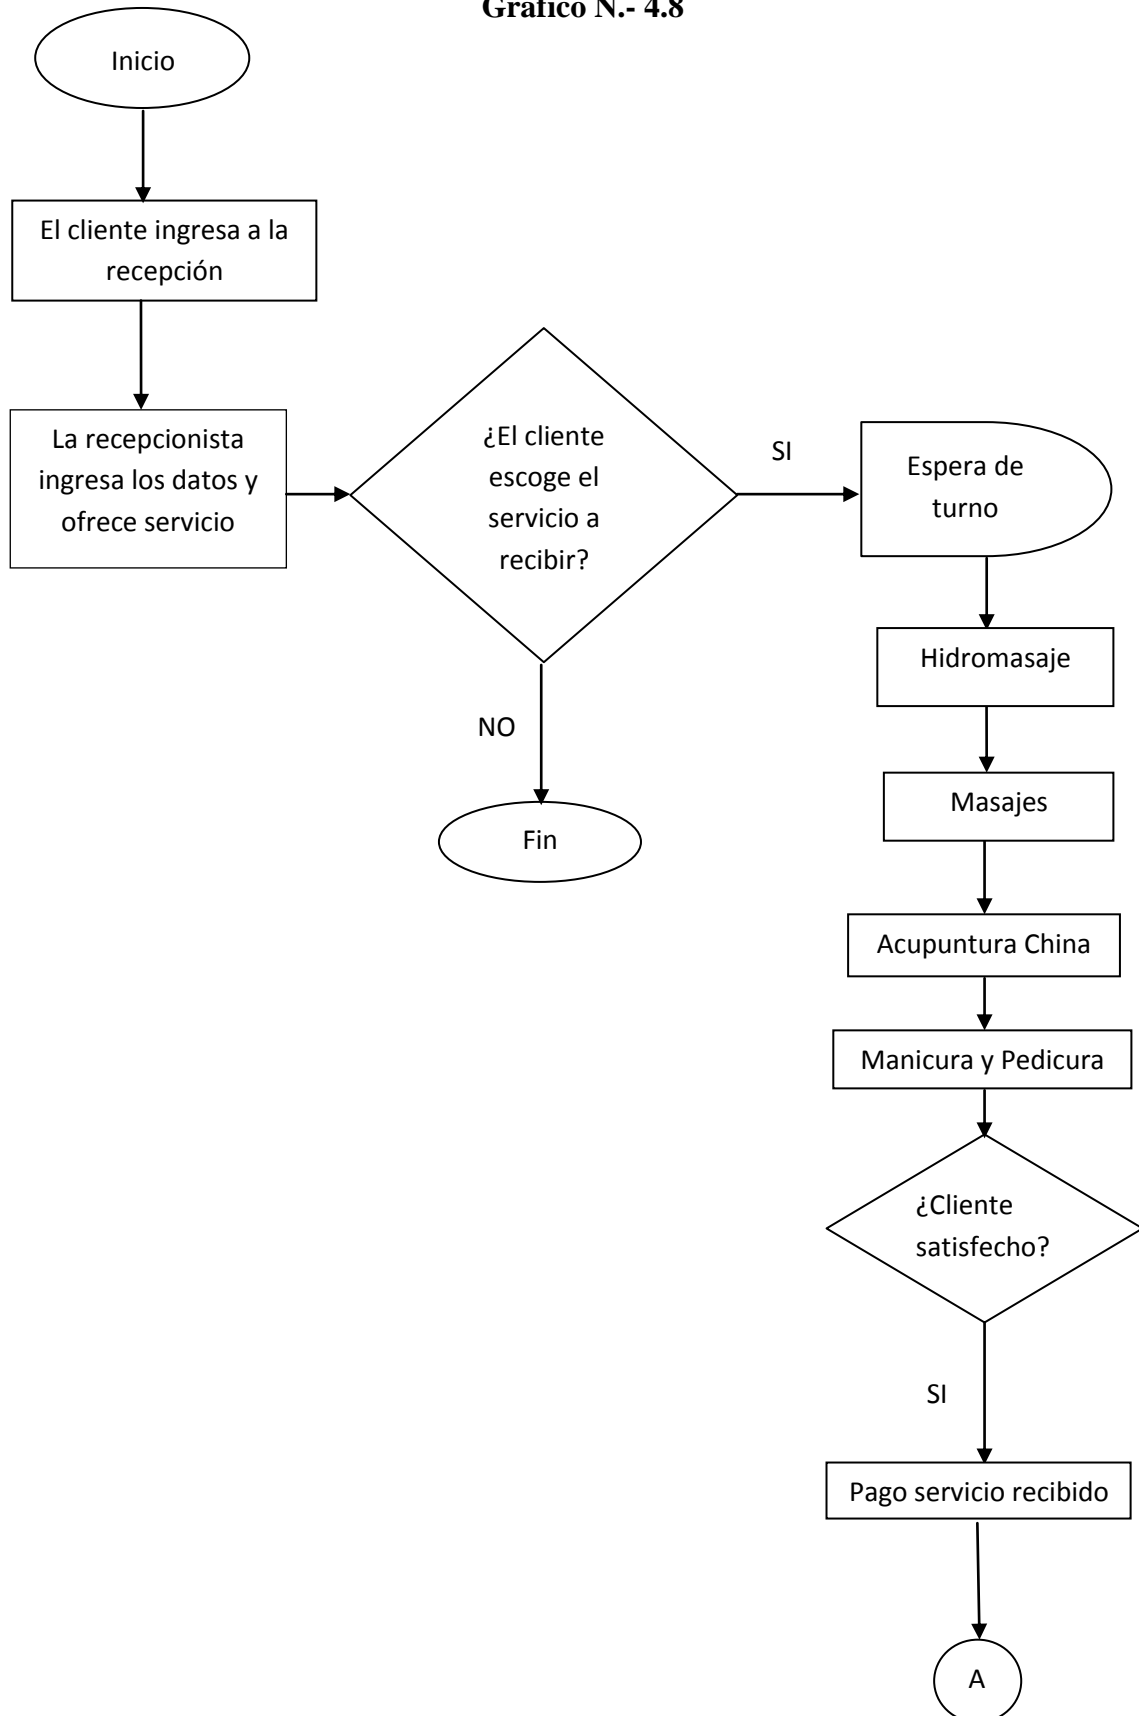 Gráfico N.- 4.8
Inicio
El cliente ingresa a la
recepción
La recepcionista
ingresa los datos y
ofrece servicio
¿El cliente
escoge el
servicio a
recibir?
SI
Espera de
turno
Hidromasaje
NO
Masajes
Fin
Acupuntura China
Manicura y Pedicura
¿Cliente
satisfecho?
SI
Pago servicio recibido
A